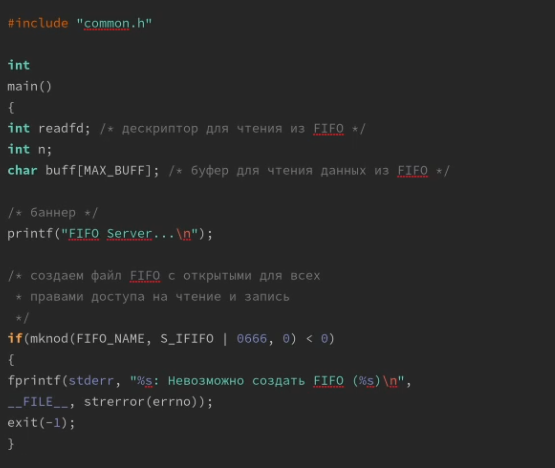 #include "common.h"
int
main()
{
int readfd; /* дескриптор для чтения из FIFO */
int n;
char buff[MAX_BUFF]; /* буфер для чтения данных из FIFO */
/* баннер */
printf("FIFO Server...\n");
/* создаем файл FIFO с открытыми для всех
* правами доступа на чтение и запись
*/
if(mknod(FIFO_NAME, S_IFIFO | 0666, 0) < 0)
{
fprintf(stderr, "%s: Невозможно создать FIFO (%s)\n",
__FILE__, strerror(errno));
exit(-1);
}